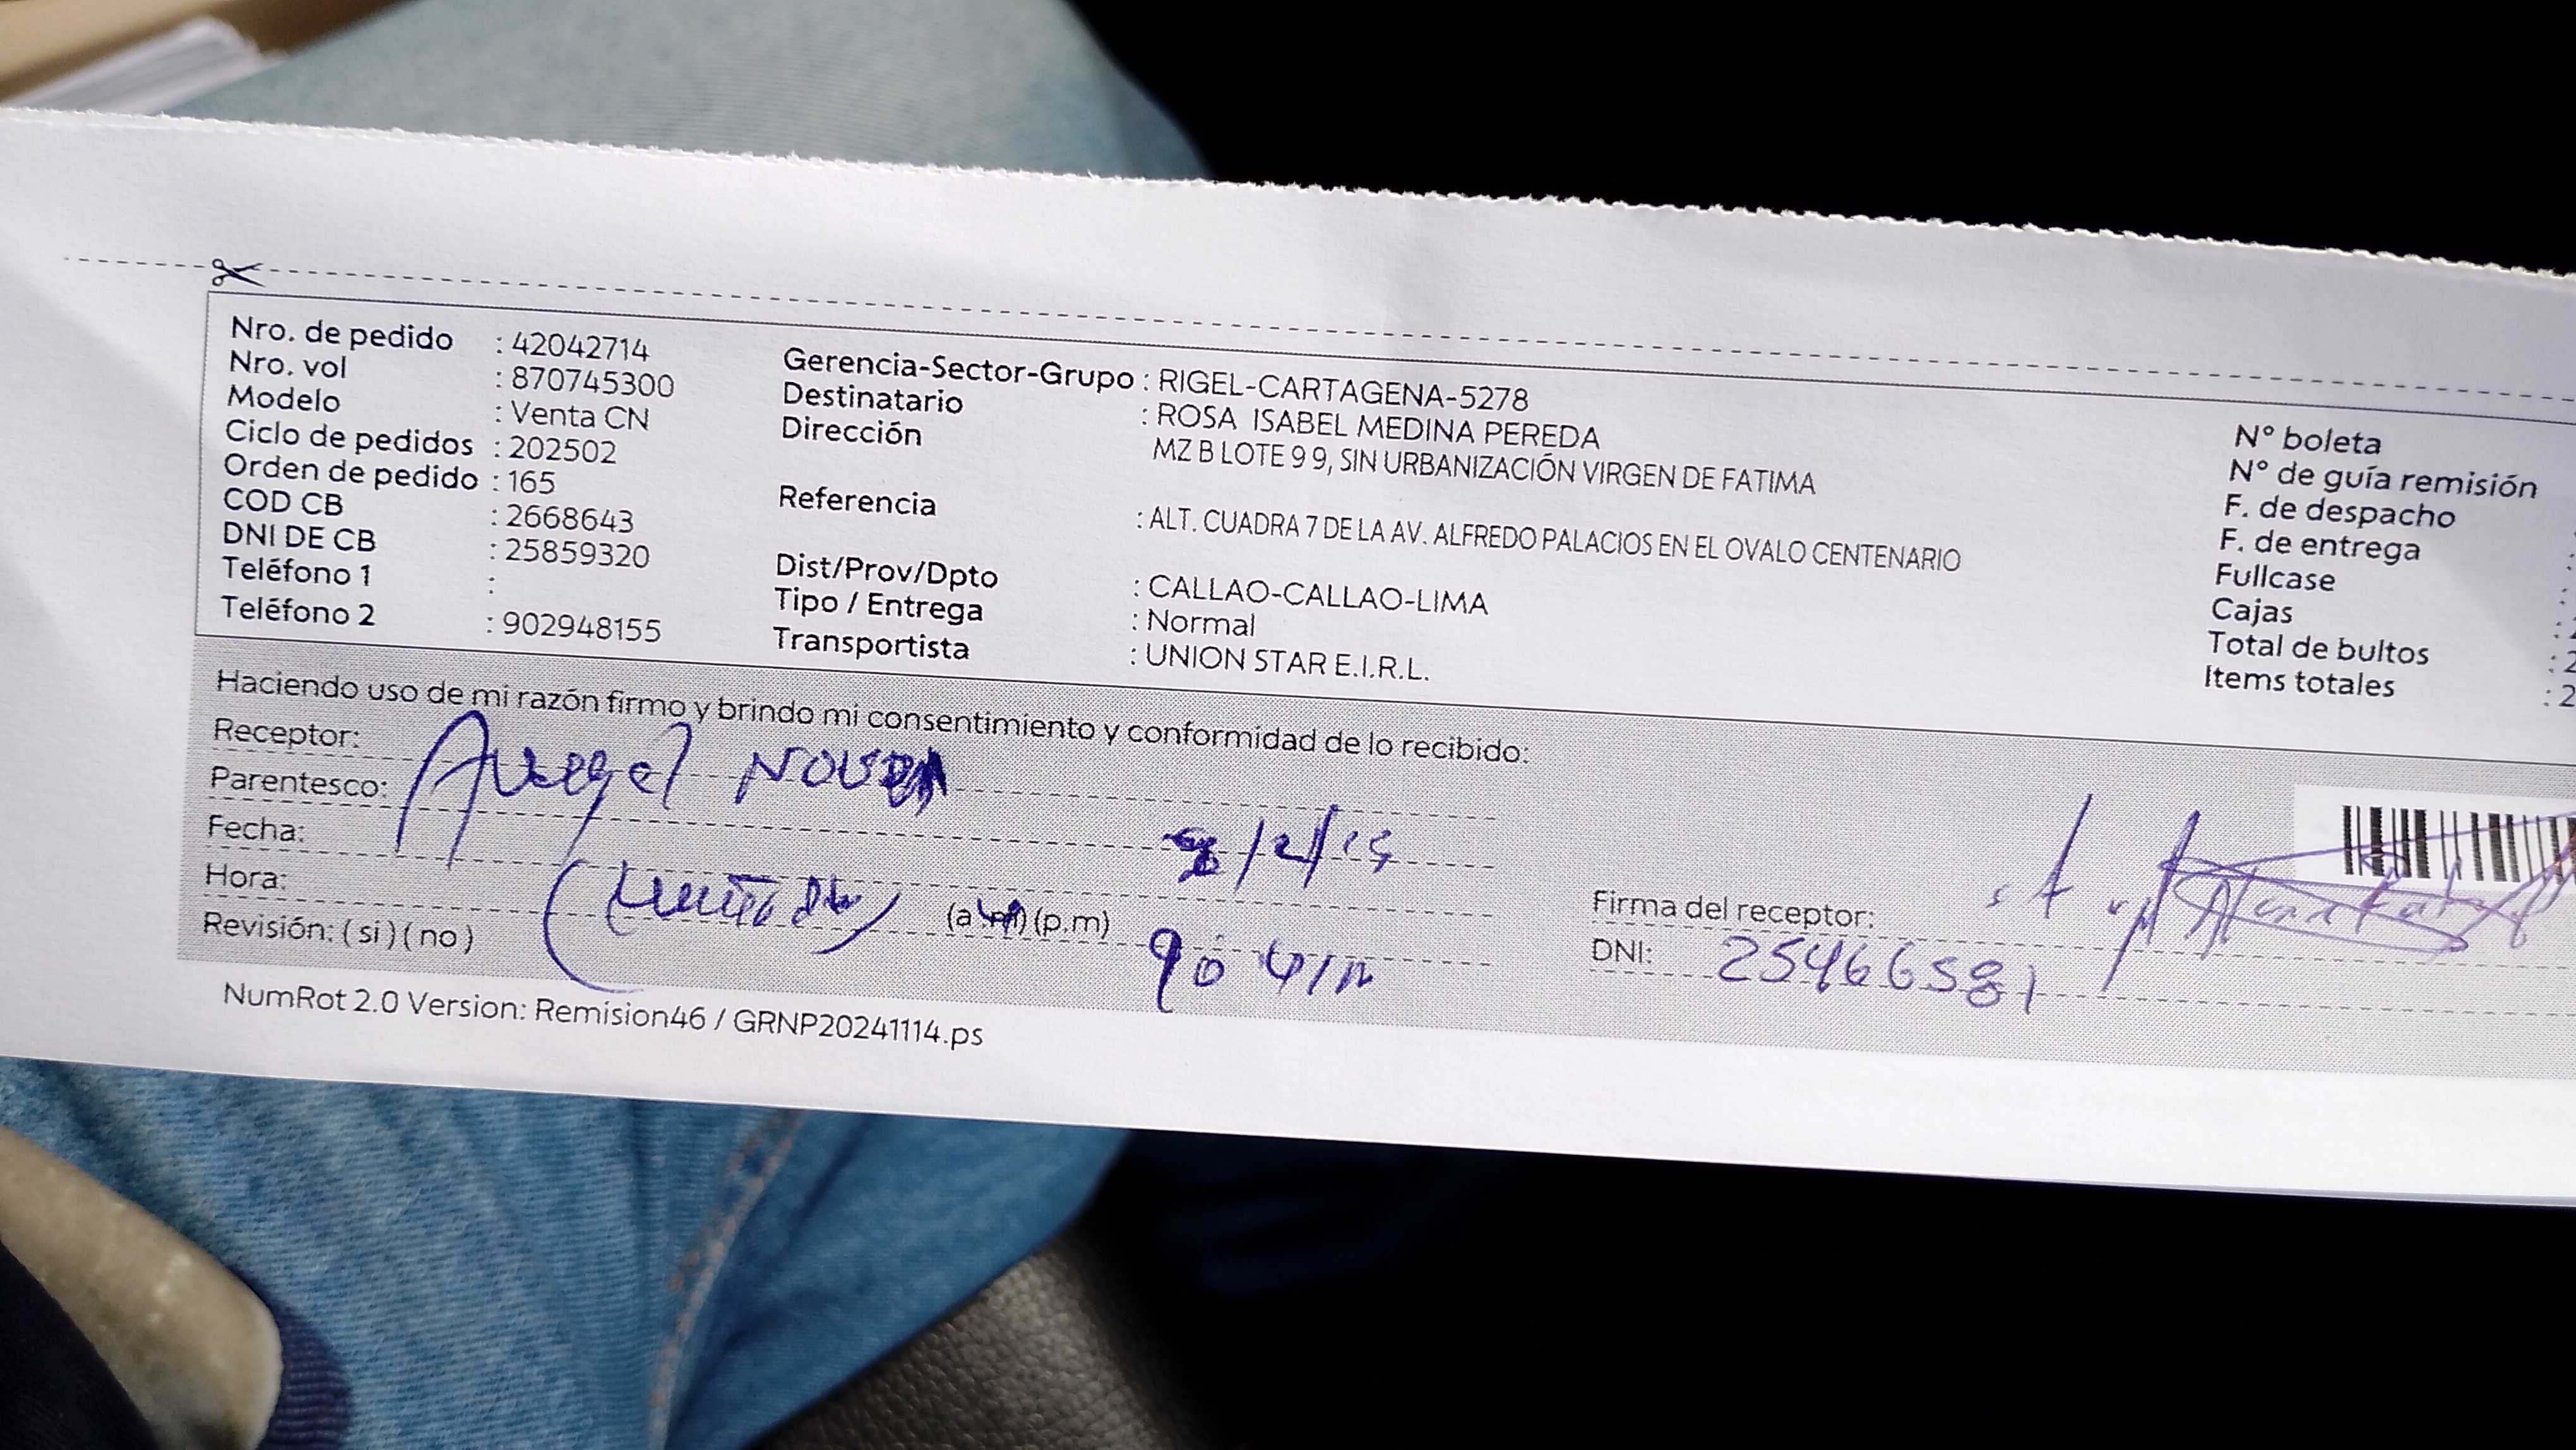 Nro. de pedido : 42042714
Nro. vol : 870745300
Modelo : Venta CN
Ciclo de pedidos : 202502
Orden de pedido : 165
COD CB : 2668643
DNI DE CB : 25859320
Teléfono 1 :
Teléfono 2 : 902948155
Gerencia-Sector-Grupo : RIGEL-CARTAGENA-5278
Destinatario : ROSA ISABEL MEDINA PEREDA
Dirección MZ B LOTE 9 9, SIN URBANIZACIÓN VIRGEN DE FATIMA
Referencia : ALT. CUADRA 7 DE LA AV. ALFREDO PALACIOS EN EL OVALO CENTENARIO
Dist/Prov/Dpto : CALLAO-CALLAO-LIMA
Tipo / Entrega : Normal
Transportista : UNION STAR E.I.R.L.
N° boleta
N° de guía remisión
F. de despacho
F. de entrega :
Fullcase :
Cajas : 2
Total de bultos : 2
Items totales : 2
Haciendo uso de mi razón firmo y brindo mi consentimiento y conformidad de lo recibido:
Receptor:
Parentesco:
Fecha:
Hora: (a.m) (p.m)
Revisión: ( si ) ( no )
Firma del receptor:
DNI: 25466581
NumRot 2.0 Version: Remision46 / GRNP20241114.ps